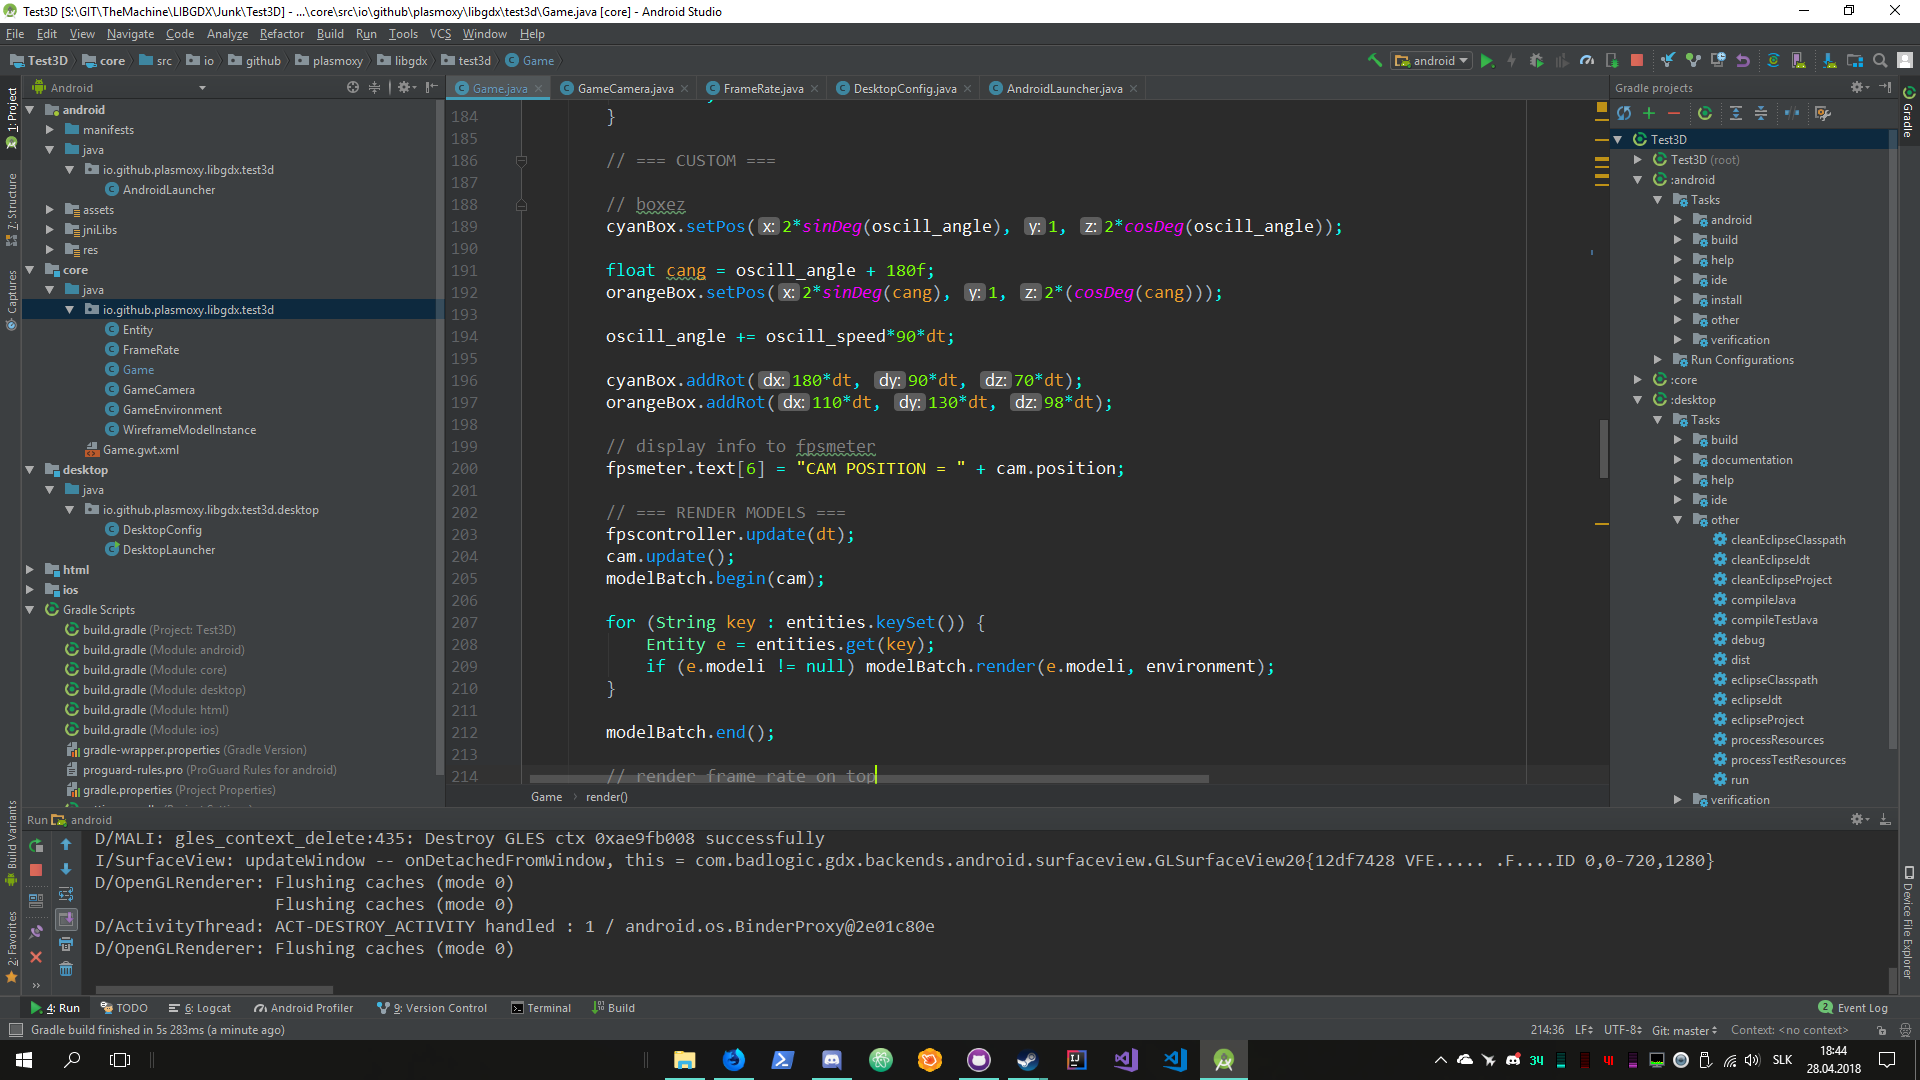 Test3D [S:\GIT\TheMachine\LIBGDX\Junk\Test3D] - ...\core\src\io\github\plasmoxy\libgdx\test3d\Game.java [core] - Android Studio
File Edit View Navigate Code Analyze Refactor Build Run Tools VCS Window Help
Test3D core src io github plasmoxy libgdx test3d Game
android
Android
Game.java GameCamera.java FrameRate.java DesktopConfig.java AndroidLauncher.java
Gradle projects
1: Project
7: Structure
Captures
Build Variants
2: Favorites
android
manifests
java
io.github.plasmoxy.libgdx.test3d
AndroidLauncher
assets
jniLibs
res
core
java
io.github.plasmoxy.libgdx.test3d
Entity
FrameRate
Game
GameCamera
GameEnvironment
WireframeModelInstance
Game.gwt.xml
desktop
java
io.github.plasmoxy.libgdx.test3d.desktop
DesktopConfig
DesktopLauncher
html
ios
Gradle Scripts
build.gradle (Project: Test3D)
build.gradle (Module: android)
build.gradle (Module: core)
build.gradle (Module: desktop)
build.gradle (Module: html)
build.gradle (Module: ios)
gradle-wrapper.properties (Gradle Version)
proguard-rules.pro (ProGuard Rules for android)
gradle.properties (Project Properties)
184 }
185
186 // === CUSTOM ===
187
188 // boxez
189 cyanBox.setPos( x: 2*sinDeg(oscill_angle), y: 1, z: 2*cosDeg(oscill_angle));
190
191 float cang = oscill_angle + 180f;
192 orangeBox.setPos( x: 2*sinDeg(cang), y: 1, z: 2*(cosDeg(cang)));
193
194 oscill_angle += oscill_speed*90*dt;
195
196 cyanBox.addRot( dx: 180*dt, dy: 90*dt, dz: 70*dt);
197 orangeBox.addRot( dx: 110*dt, dy: 130*dt, dz: 98*dt);
198
199 // display info to fpsmeter
200 fpsmeter.text[6] = "CAM POSITION = " + cam.position;
201
202 // === RENDER MODELS ===
203 fpscontroller.update(dt);
204 cam.update();
205 modelBatch.begin(cam);
206
207 for (String key : entities.keySet()) {
208 Entity e = entities.get(key);
209 if (e.modeli != null) modelBatch.render(e.modeli, environment);
210 }
211
212 modelBatch.end();
213
214 // render frame rate on top
Game render()
Test3D
Test3D (root)
:android
Tasks
android
build
help
ide
install
other
verification
Run Configurations
:core
:desktop
Tasks
build
documentation
help
ide
other
cleanEclipseClasspath
cleanEclipseJdt
cleanEclipseProject
compileJava
compileTestJava
debug
dist
eclipseClasspath
eclipseJdt
eclipseProject
processResources
processTestResources
run
verification
Gradle
Device File Explorer
Run android
D/MALI: gles_context_delete:435: Destroy GLES ctx 0xae9fb008 successfully
I/SurfaceView: updateWindow -- onDetachedFromWindow, this = com.badlogic.gdx.backends.android.surfaceview.GLSurfaceView20{12df7428 VFE..... .F....ID 0,0-720,1280}
D/OpenGLRenderer: Flushing caches (mode 0)
Flushing caches (mode 0)
D/ActivityThread: ACT-DESTROY_ACTIVITY handled : 1 / android.os.BinderProxy@2e01c80e
D/OpenGLRenderer: Flushing caches (mode 0)
4: Run TODO 6: Logcat Android Profiler 9: Version Control Terminal Build 2 Event Log
Gradle build finished in 5s 283ms (a minute ago) 214:36 LF UTF-8 Git: master Context: <no context>
34 41 SLK 18:44
28.04.2018